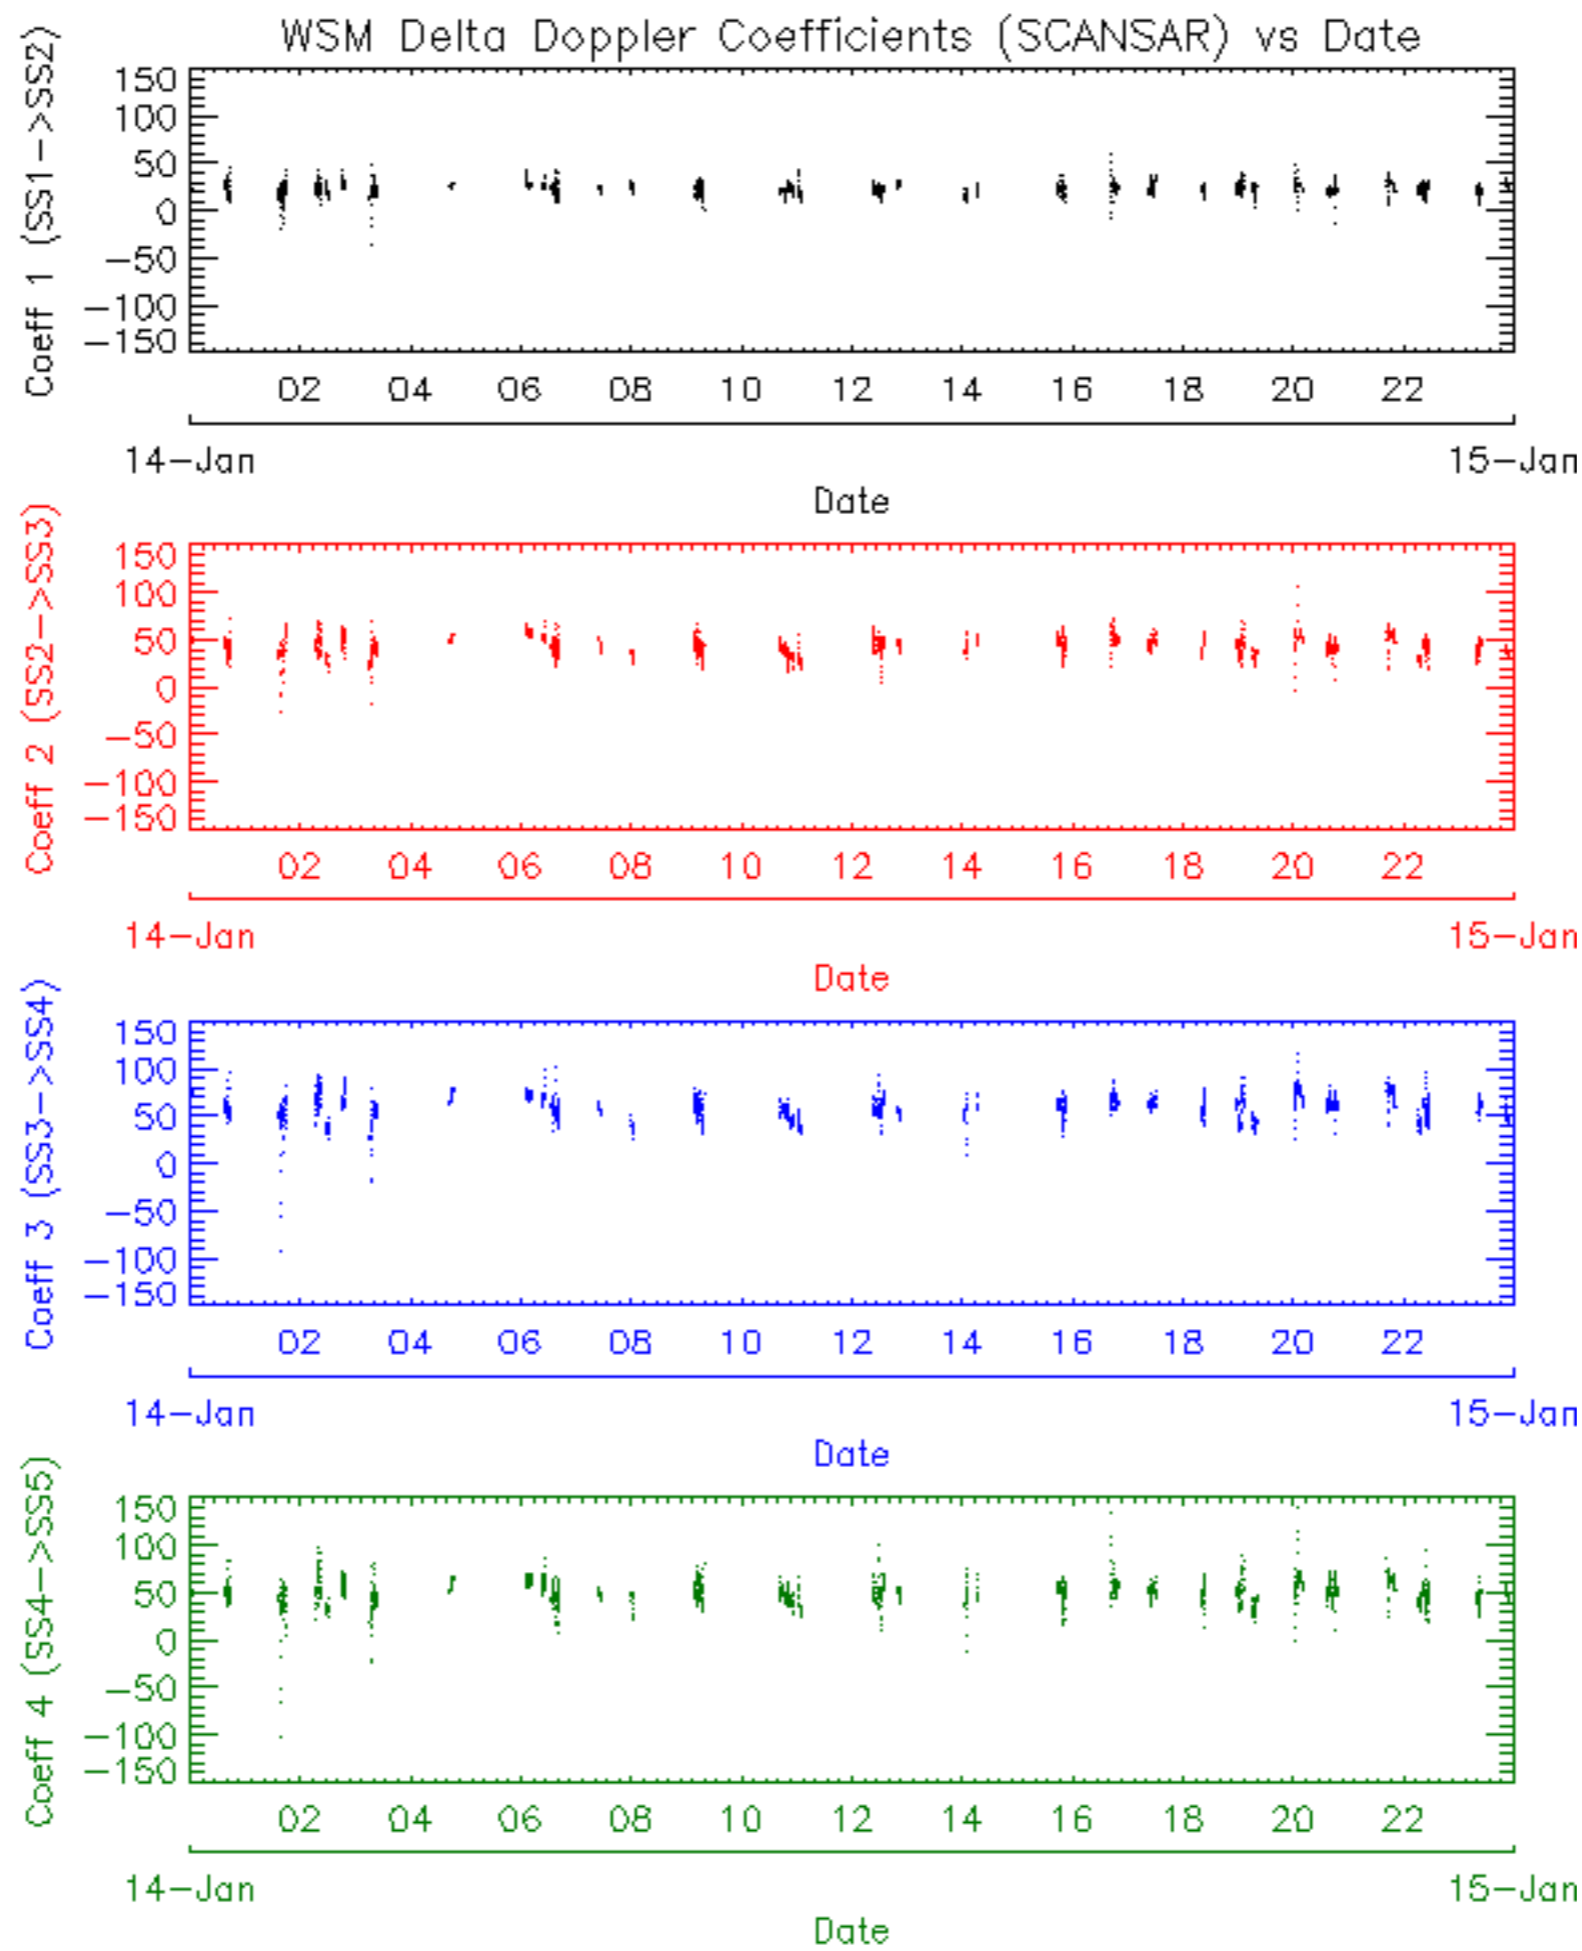 WSM Delta Doppler Coefficients (SCANSAR) vs Date
Coeff 1 (SS1->SS2)
150
100
50
0
-50
-100
-150
02 04 06 08 10 12 14 16 18 20 22
14-Jan 15-Jan
Date
Coeff 2 (SS2->SS3)
150
100
50
0
-50
-100
-150
02 04 06 08 10 12 14 16 18 20 22
14-Jan 15-Jan
Date
Coeff 3 (SS3->SS4)
150
100
50
0
-50
-100
-150
02 04 06 08 10 12 14 16 18 20 22
14-Jan 15-Jan
Date
Coeff 4 (SS4->SS5)
150
100
50
0
-50
-100
-150
02 04 06 08 10 12 14 16 18 20 22
14-Jan 15-Jan
Date